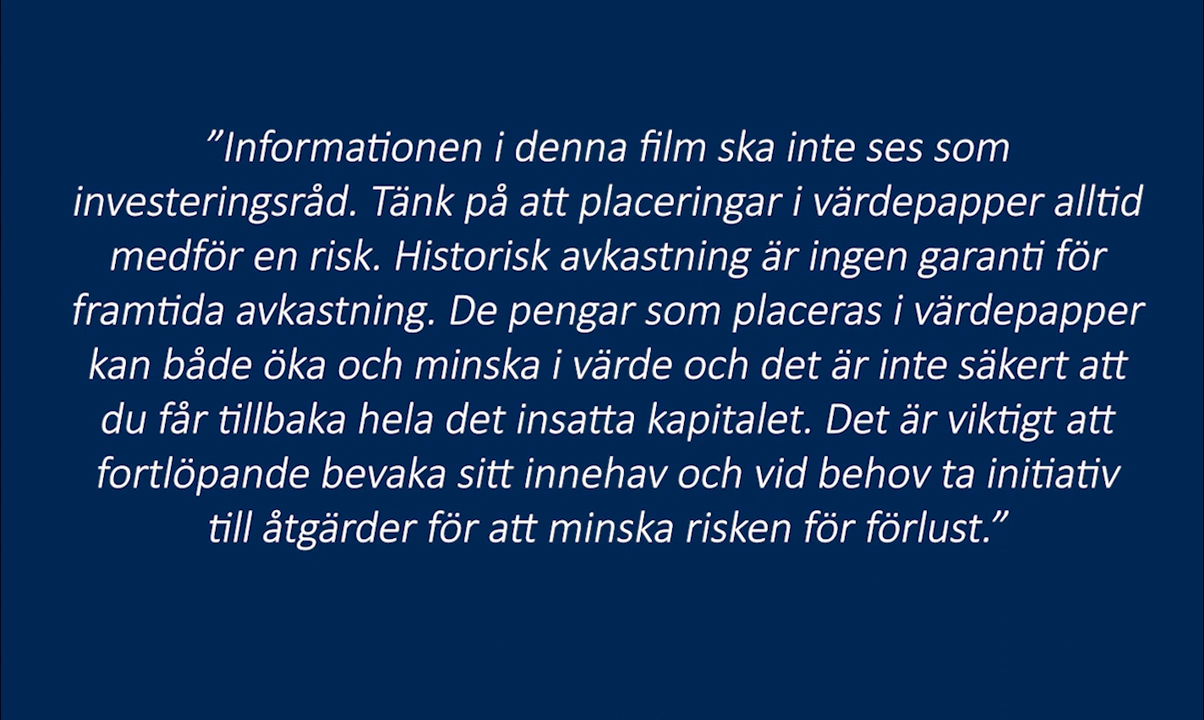 ”Informationen i denna film ska inte ses som
investeringsråd. Tänk på att placeringar i värdepapper alltid
medför en risk. Historisk avkastning är ingen garanti för
framtida avkastning. De pengar som placeras i värdepapper
kan både öka och minska i värde och det är inte säkert att
du får tillbaka hela det insatta kapitalet. Det är viktigt att
fortlöpande bevaka sitt innehav och vid behov ta initiativ
till åtgärder för att minska risken för förlust.”